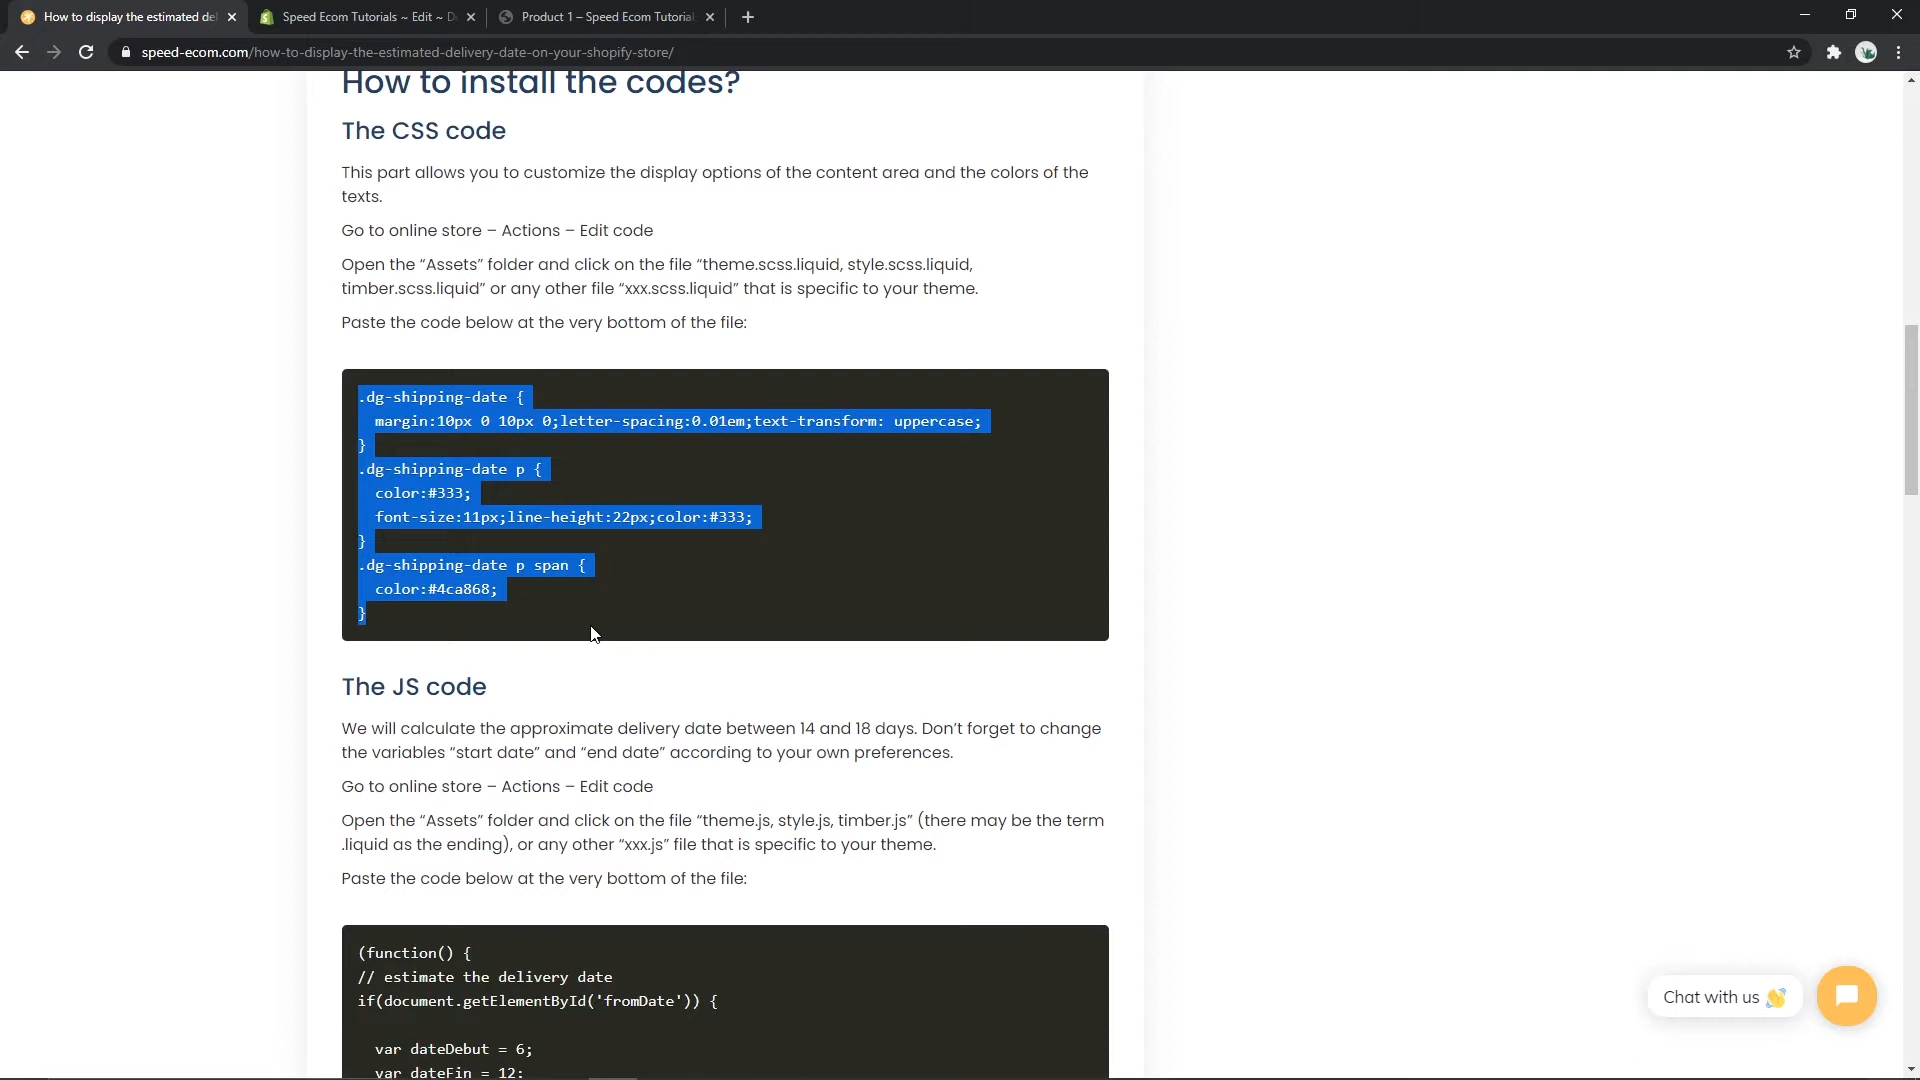 How to display the estimated de
Speed Ecom Tutorials ~ Edit ~ D
Product 1 – Speed Ecom Tutorial
speed-ecom.com/how-to-display-the-estimated-delivery-date-on-your-shopify-store/
How to install the codes?
The CSS code
This part allows you to customize the display options of the content area and the colors of the
texts.
Go to online store – Actions – Edit code
Open the “Assets” folder and click on the file “theme.scss.liquid, style.scss.liquid,
timber.scss.liquid” or any other file “xxx.scss.liquid” that is specific to your theme.
Paste the code below at the very bottom of the file:
.dg-shipping-date {
margin:10px 0 10px 0;letter-spacing:0.01em;text-transform: uppercase;
}
.dg-shipping-date p {
color:#333;
font-size:11px;line-height:22px;color:#333;
}
.dg-shipping-date p span {
color:#4ca868;
}
The JS code
We will calculate the approximate delivery date between 14 and 18 days. Don’t forget to change
the variables “start date” and “end date” according to your own preferences.
Go to online store – Actions – Edit code
Open the “Assets” folder and click on the file “theme.js, style.js, timber.js” (there may be the term
.liquid as the ending), or any other “xxx.js” file that is specific to your theme.
Paste the code below at the very bottom of the file:
(function() {
// estimate the delivery date
if(document.getElementById('fromDate')) {
var dateDebut = 6;
var dateFin = 12;
Chat with us 👋